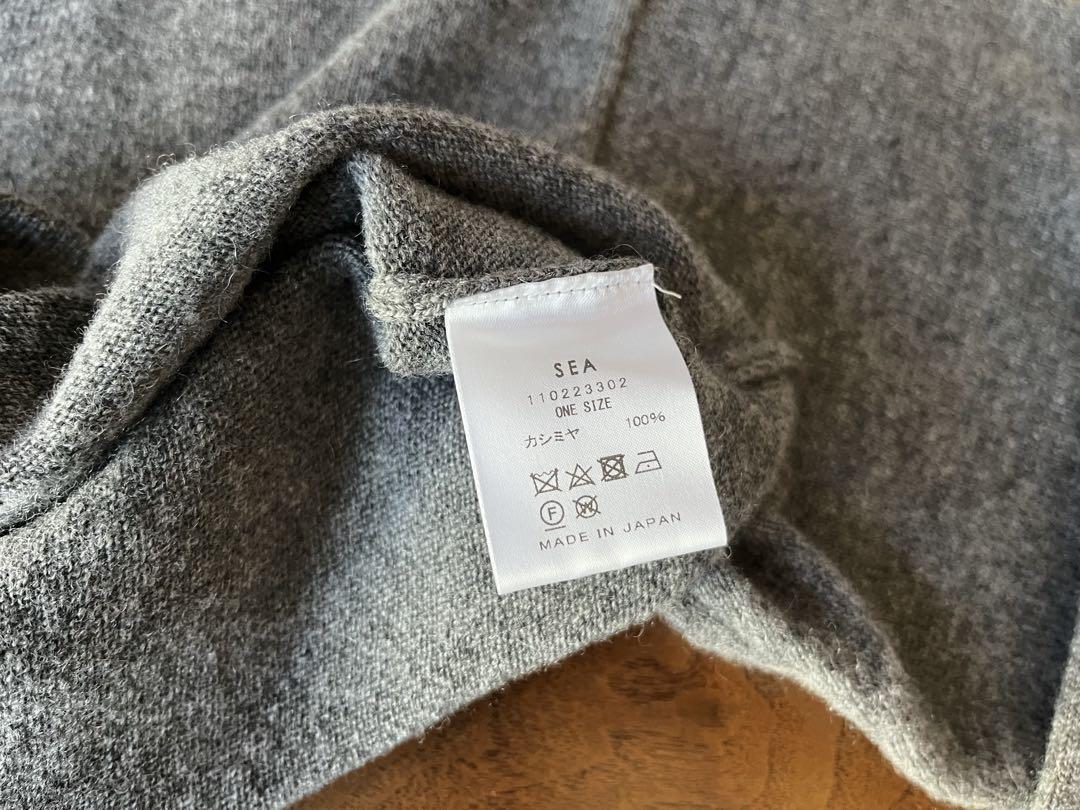 SEA
110223302
ONE SIZE
カシミヤ 100%
F W
MADE IN JAPAN